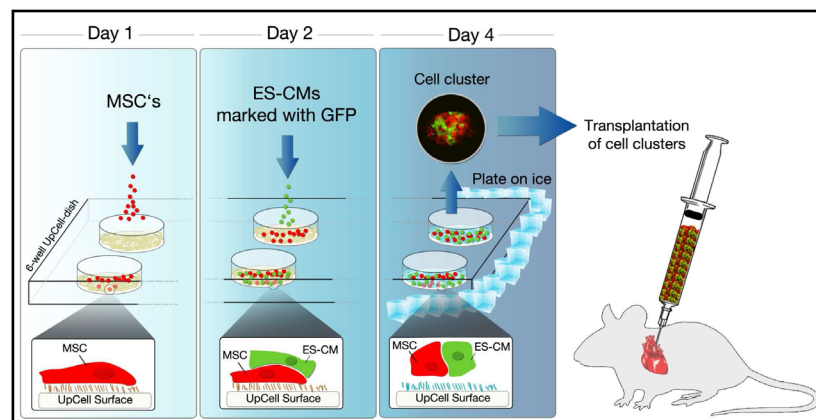 Day 1
Day 2
Day 4
MSC's
ES-CMs
marked with GFP
Cell cluster
Transplantation
of cell clusters
Plate on ice
6-well UpCell-dish
MSC
UpCell Surface
MSC
ES-CM
UpCell Surface
MSC
ES-CM
UpCell Surface